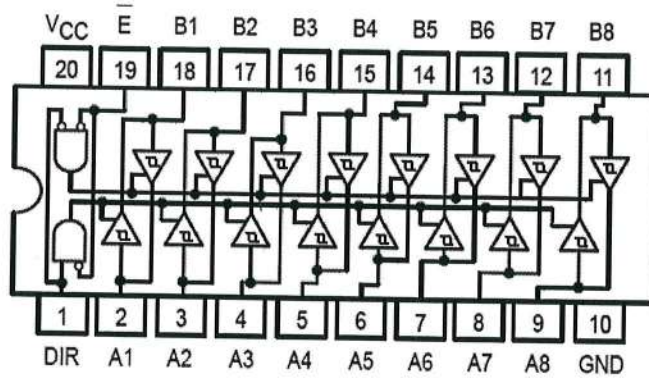 VCC E B1 B2 B3 B4 B5 B6 B7 B8
20 19 18 17 16 15 14 13 12 11
1 2 3 4 5 6 7 8 9 10
DIR A1 A2 A3 A4 A5 A6 A7 A8 GND